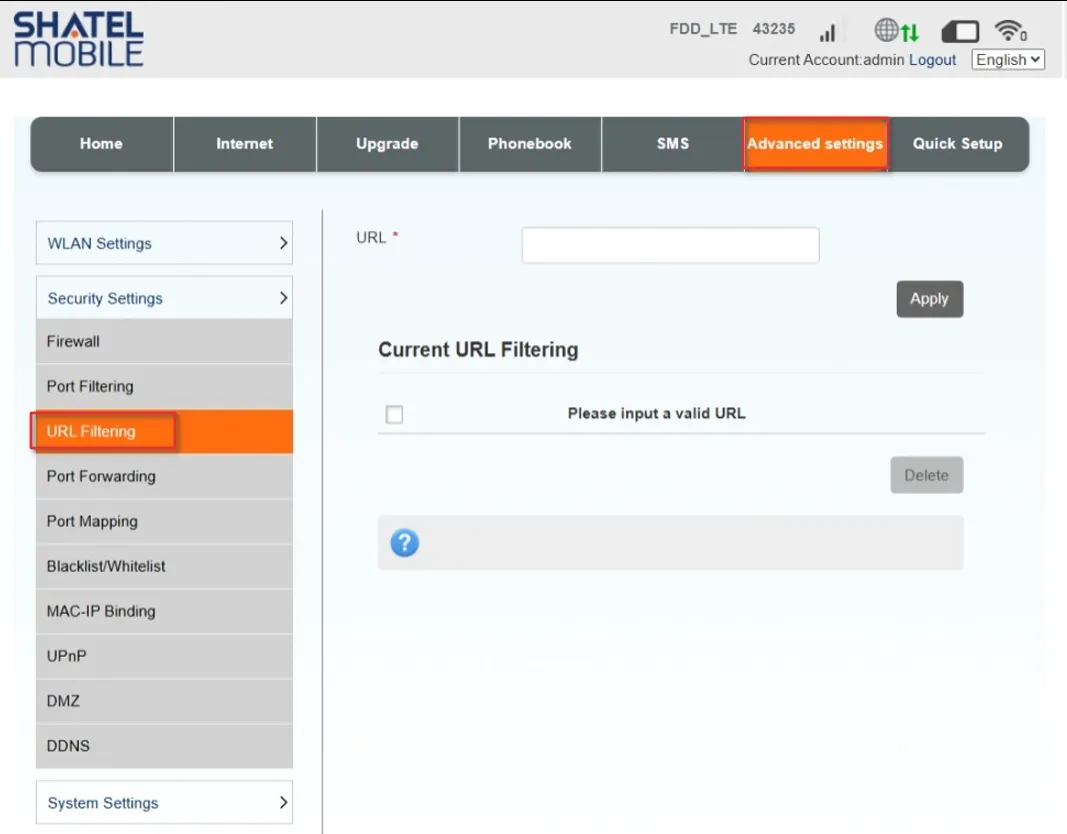 SHATEL
MOBILE
FDD_LTE 43235
0
Current Account:admin Logout English
Home Internet Upgrade Phonebook SMS Advanced settings Quick Setup
WLAN Settings
Security Settings
Firewall
Port Filtering
URL Filtering
Port Forwarding
Port Mapping
Blacklist/Whitelist
MAC-IP Binding
UPnP
DMZ
DDNS
System Settings
URL *
Apply
Current URL Filtering
Please input a valid URL
Delete
?